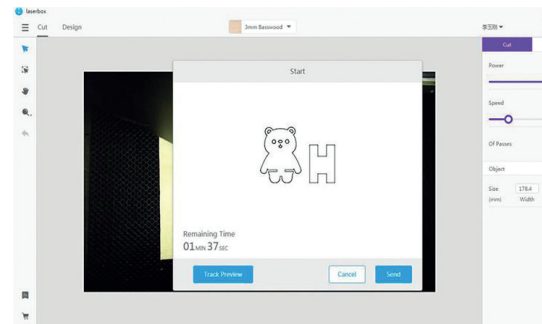 laserbox
Cut Design
3mm Basswood
Cut
Start
Power
Speed
Of Passes
Object
Size 178.4
(mm) Width
Remaining Time
01 MIN 37 SEC
Track Preview Cancel Send